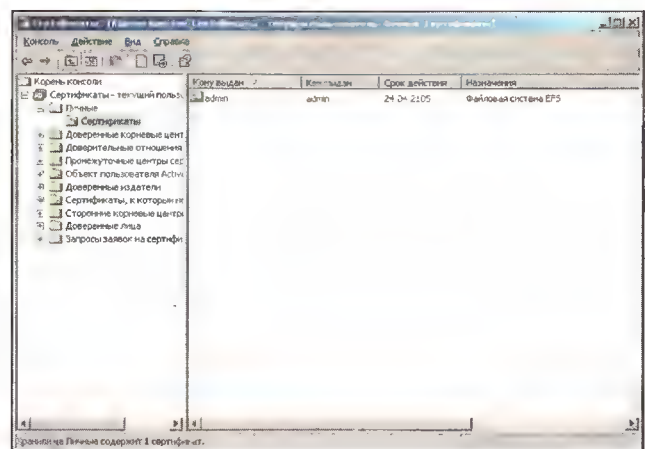 Консоль Действие Вид Справка
Корень консоли
Сертификаты - текущий польз
Личные
Сертификаты
Доверенные корневые цент
Доверительные отношения
Промежуточные центры сер
Объект пользователя Activ
Доверенные издатели
Сертификаты, к которым не
Сторонние корневые центры
Доверенные лица
Запросы заявок на сертифи
Кому выдан Кем выдан Срок действия Назначения
admin admin 24.04.2105 Файловая система EFS
Хранилище Личные содержит 1 сертификат.